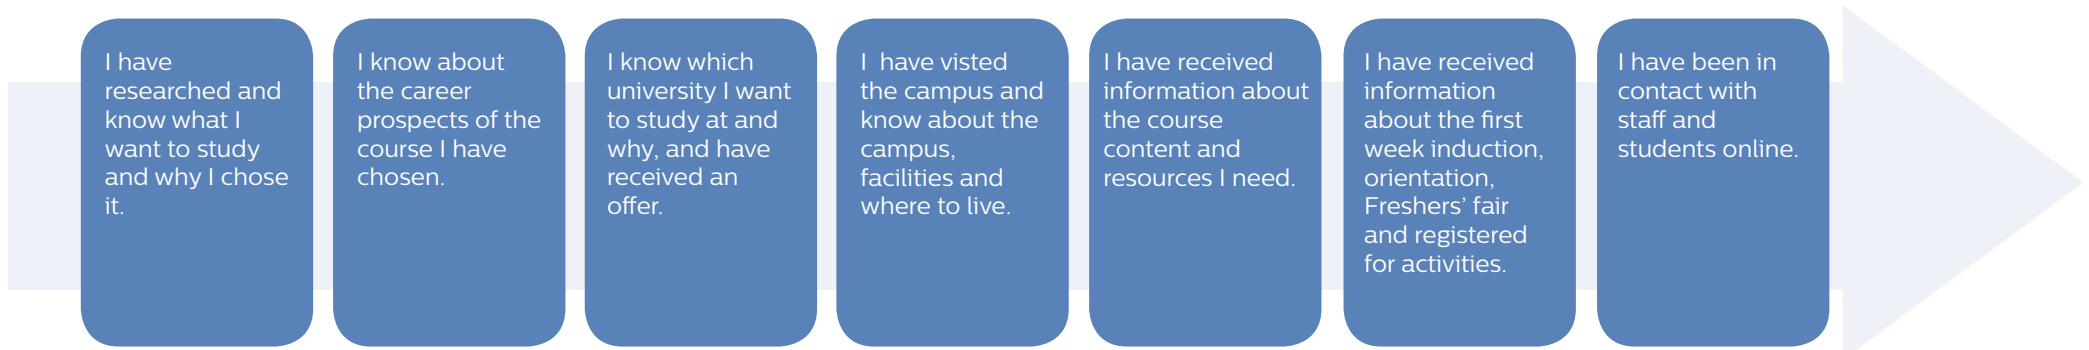 I have
researched and
know what I
want to study
and why I chose
it.
I know about
the career
prospects of the
course I have
chosen.
I know which
university I want
to study at and
why, and have
received an
offer.
I  have visted
the campus and
know about the
campus,
facilities and
where to live.
I have received
information about
the course
content and
resources I need.
I have received
information
about the first
week induction,
orientation,
Freshers’ fair
and registered
for activities.
I have been in
contact with
staff and
students online.